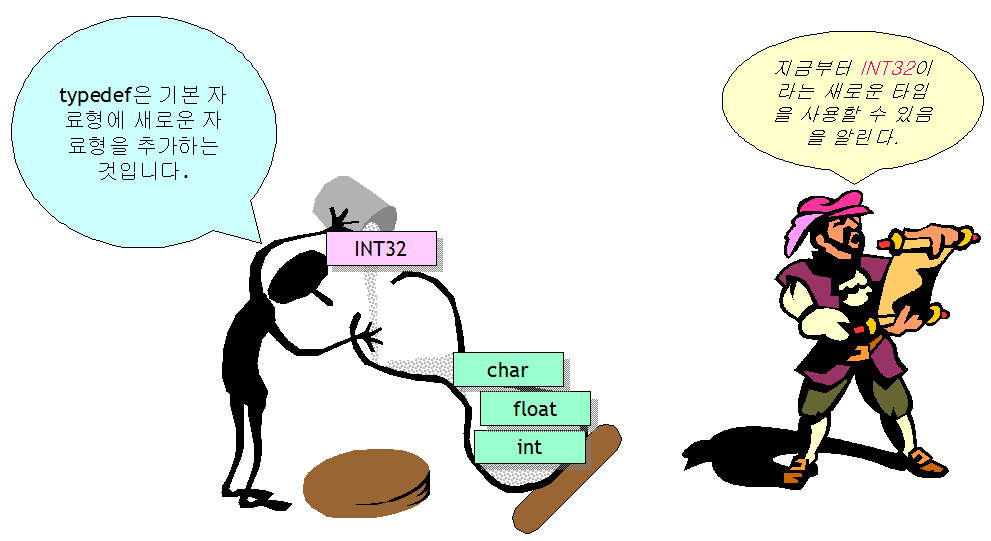 typedef은 기본 자
료형에 새로운 자
료형을 추가하는
것입니다.
지금부터 INT32이
라는 새로운 타입
을 사용할 수 있음
을 알린다.
INT32
char
float
int